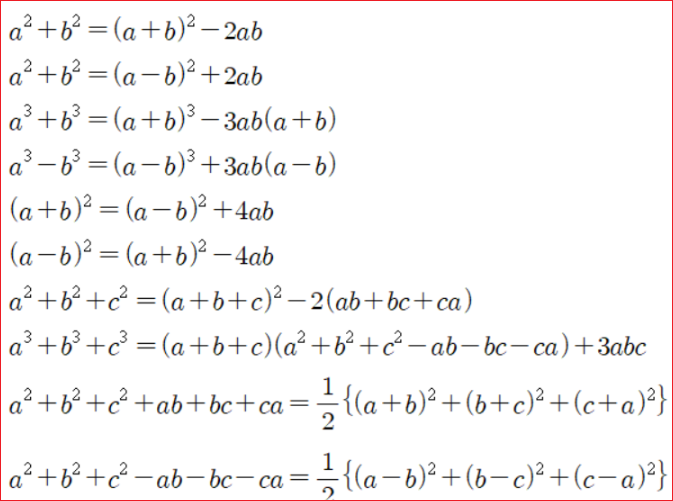 a² + b² = (a+b)² − 2ab
a² + b² = (a−b)² + 2ab
a³ + b³ = (a+b)³ − 3ab(a+b)
a³ − b³ = (a−b)³ + 3ab(a−b)
(a+b)² = (a−b)² + 4ab
(a−b)² = (a+b)² − 4ab
a² + b² + c² = (a+b+c)² − 2(ab+bc+ca)
a³ + b³ + c³ = (a+b+c)(a² + b² + c² − ab − bc − ca) + 3abc
a² + b² + c² + ab + bc + ca = 1/2 {(a+b)² + (b+c)² + (c+a)²}
a² + b² + c² − ab − bc − ca = 1/2 {(a−b)² + (b−c)² + (c−a)²}